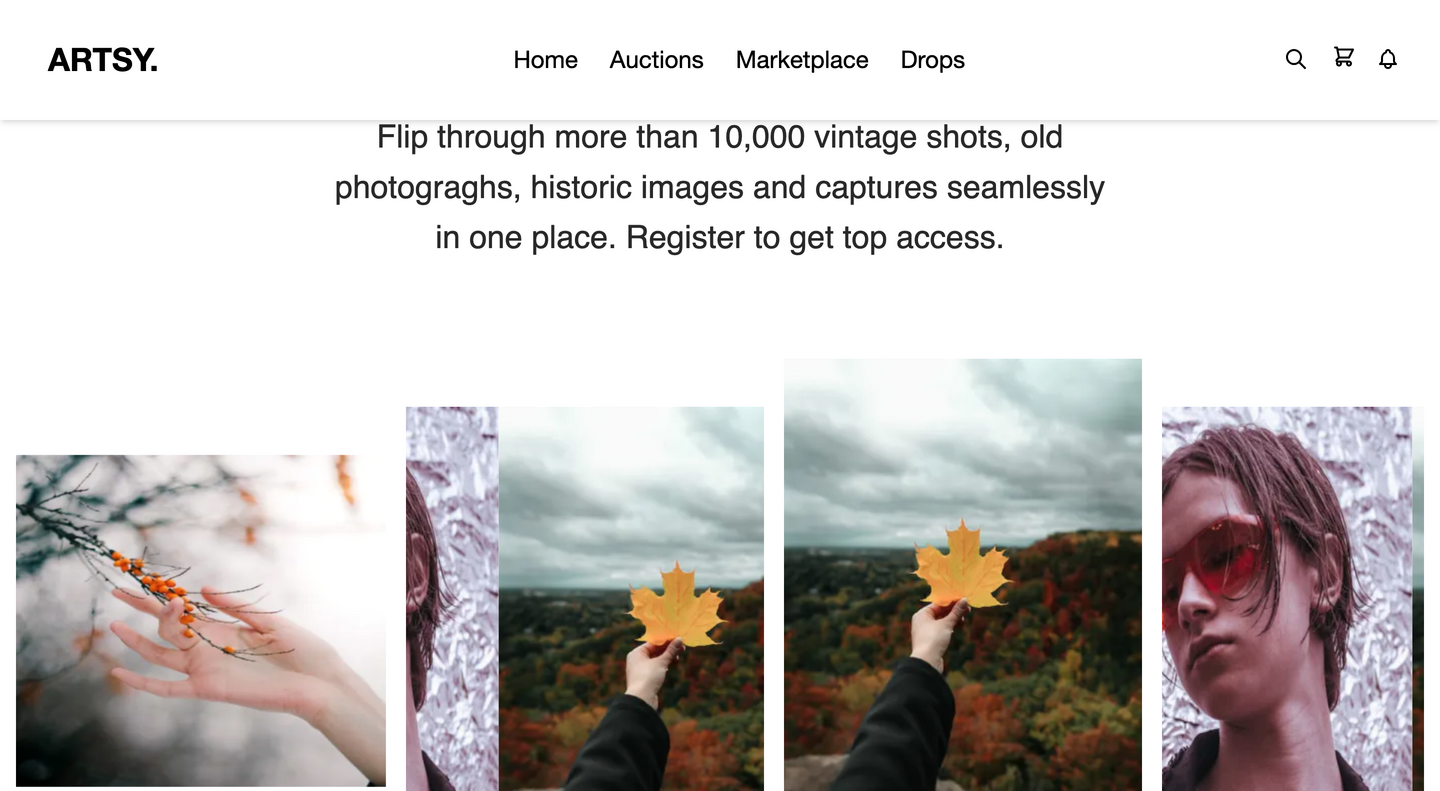 ARTSY.
Home Auctions Marketplace Drops
Flip through more than 10,000 vintage shots, old
photograghs, historic images and captures seamlessly
in one place. Register to get top access.